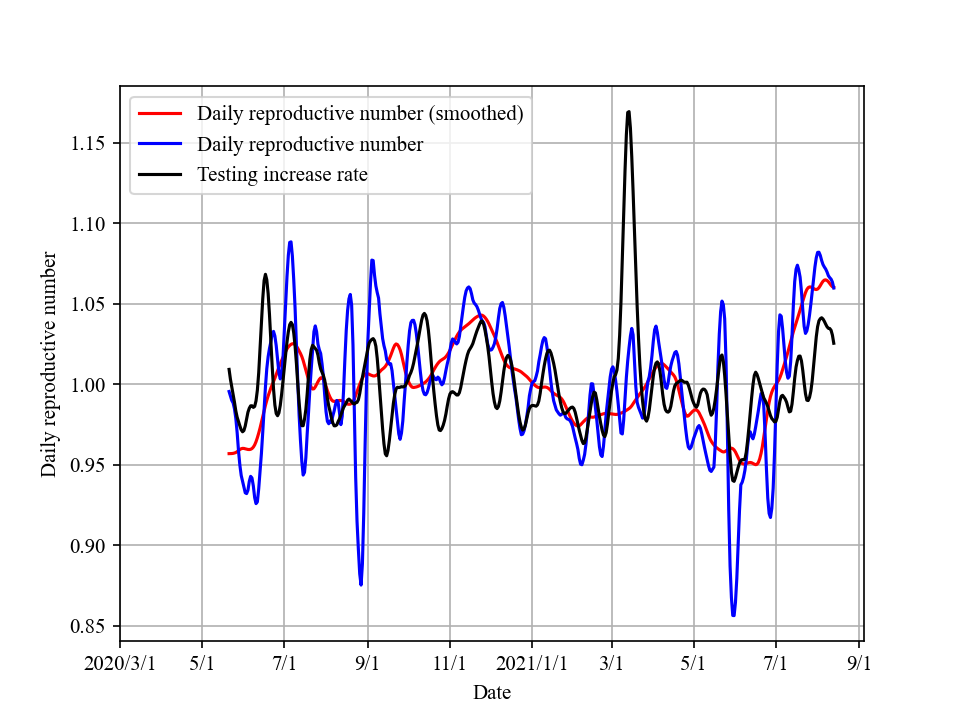 Daily reproductive number (smoothed)
Daily reproductive number
Testing increase rate
Daily reproductive number
1.15
1.10
1.05
1.00
0.95
0.90
0.85
2020/3/1 5/1 7/1 9/1 11/1 2021/1/1 3/1 5/1 7/1 9/1
Date